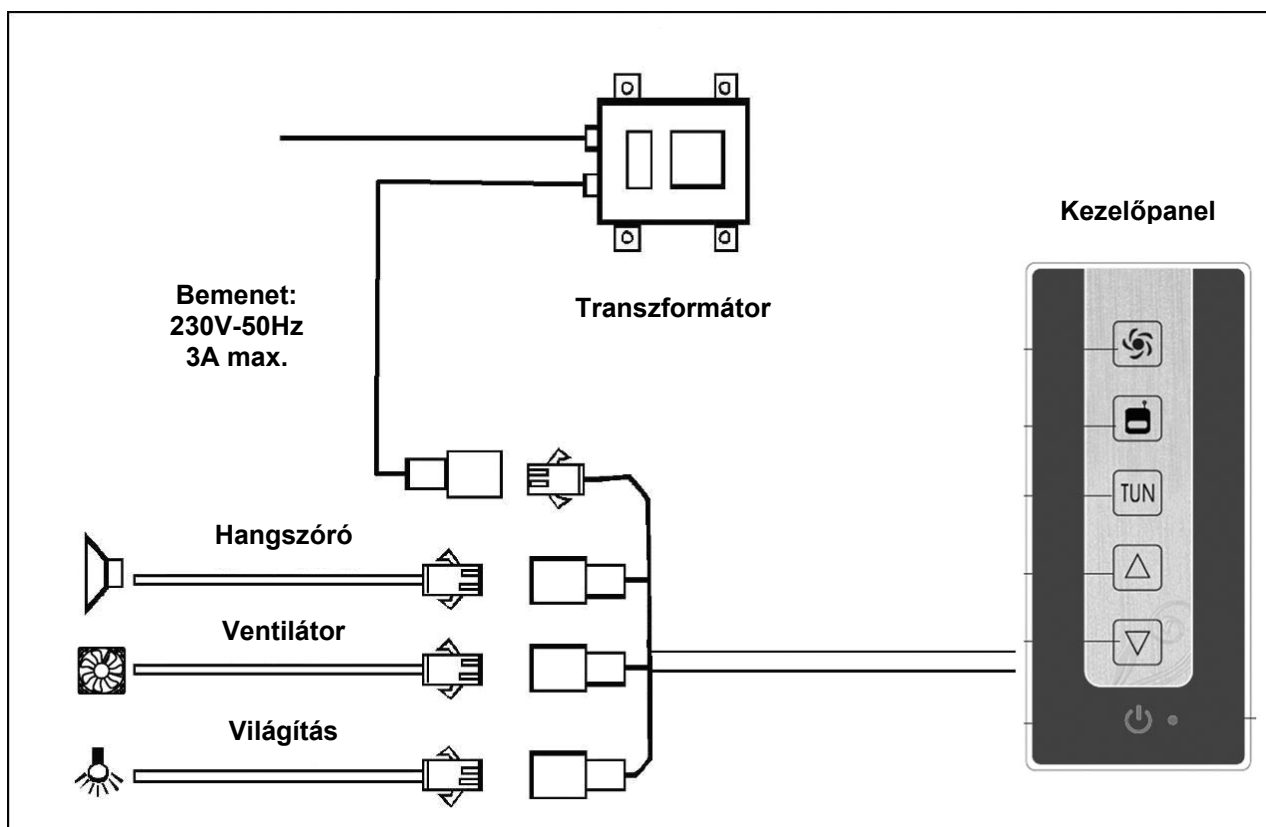 Kezelőpanel
Bemenet:
230V-50Hz
3A max.
Transzformátor
TUN
Hangszóró
Ventilátor
Világítás